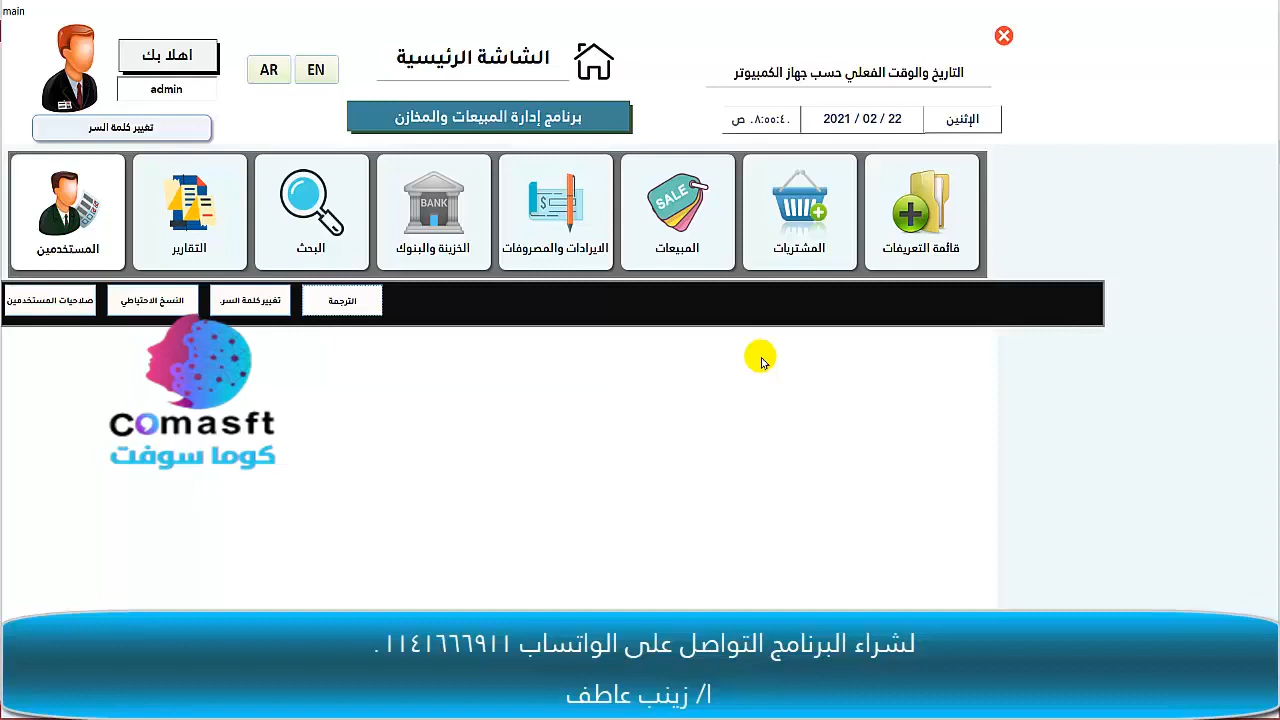 main
الشاشة الرئيسية
EN
AR
اهلا بك
admin
تغيير كلمة السر
برنامج إدارة المبيعات والمخازن
التاريخ والوقت الفعلي حسب جهاز الكمبيوتر
الإثنين
2021 / 02 / 22
٠٨:٥٥:٤٠ ص
قائمة التعريفات
المشتريات
SALE
المبيعات
الايرادات والمصروفات
BANK
الخزينة والبنوك
البحث
التقارير
المستخدمين
الترجمة
تغيير كلمة السر.
النسخ الاحتياطي
صلاحيات المستخدمين
comasft
كوما سوفت
لشراء البرنامج التواصل على الواتساب ١١٤١٦٦٦٩١١ .
ا/ زينب عاطف